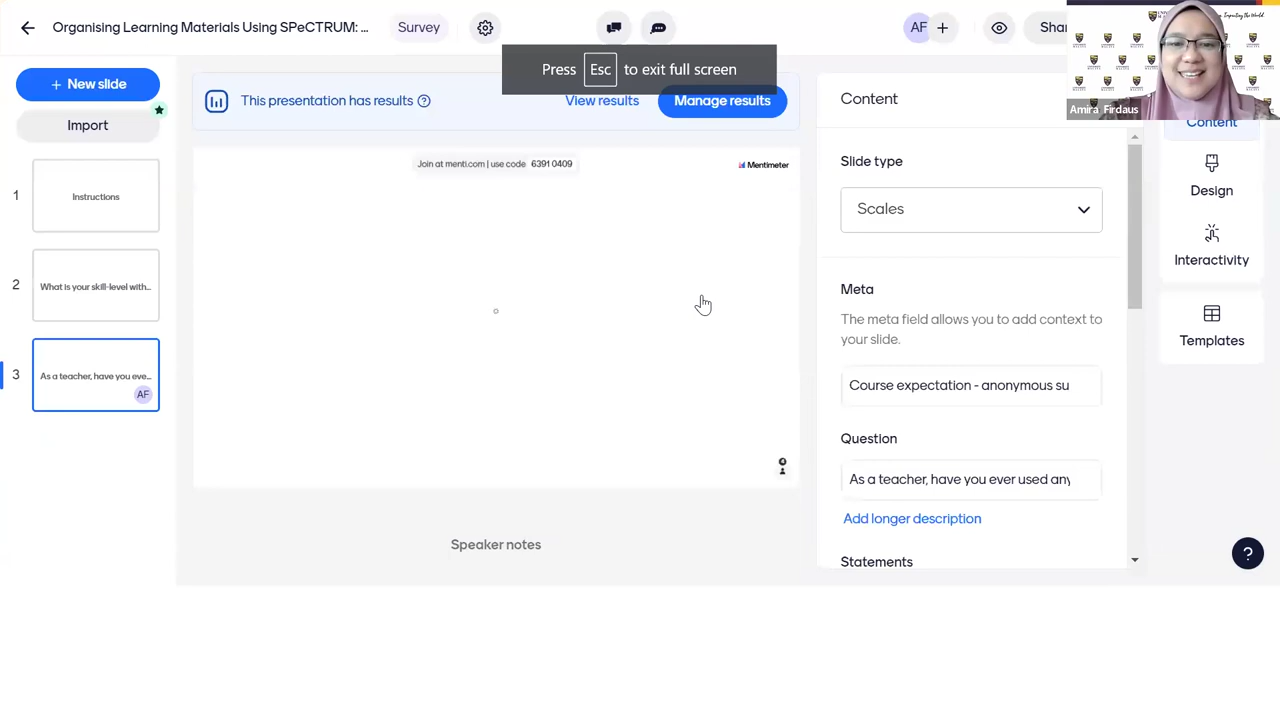 Organising Learning Materials Using SPeCTRUM: ...
Survey
AF
Shar
Press Esc to exit full screen
Amira Firdaus
New slide
Import
1
Instructions
2
What is your skill-level with...
3
As a teacher, have you eve...
AF
This presentation has results
View results
Manage results
Join at menti.com | use code 6391 0409
Mentimeter
Speaker notes
Content
Slide type
Scales
Meta
The meta field allows you to add context to
your slide.
Course expectation - anonymous su
Question
As a teacher, have you ever used any
Add longer description
Statements
Content
Design
Interactivity
Templates
?